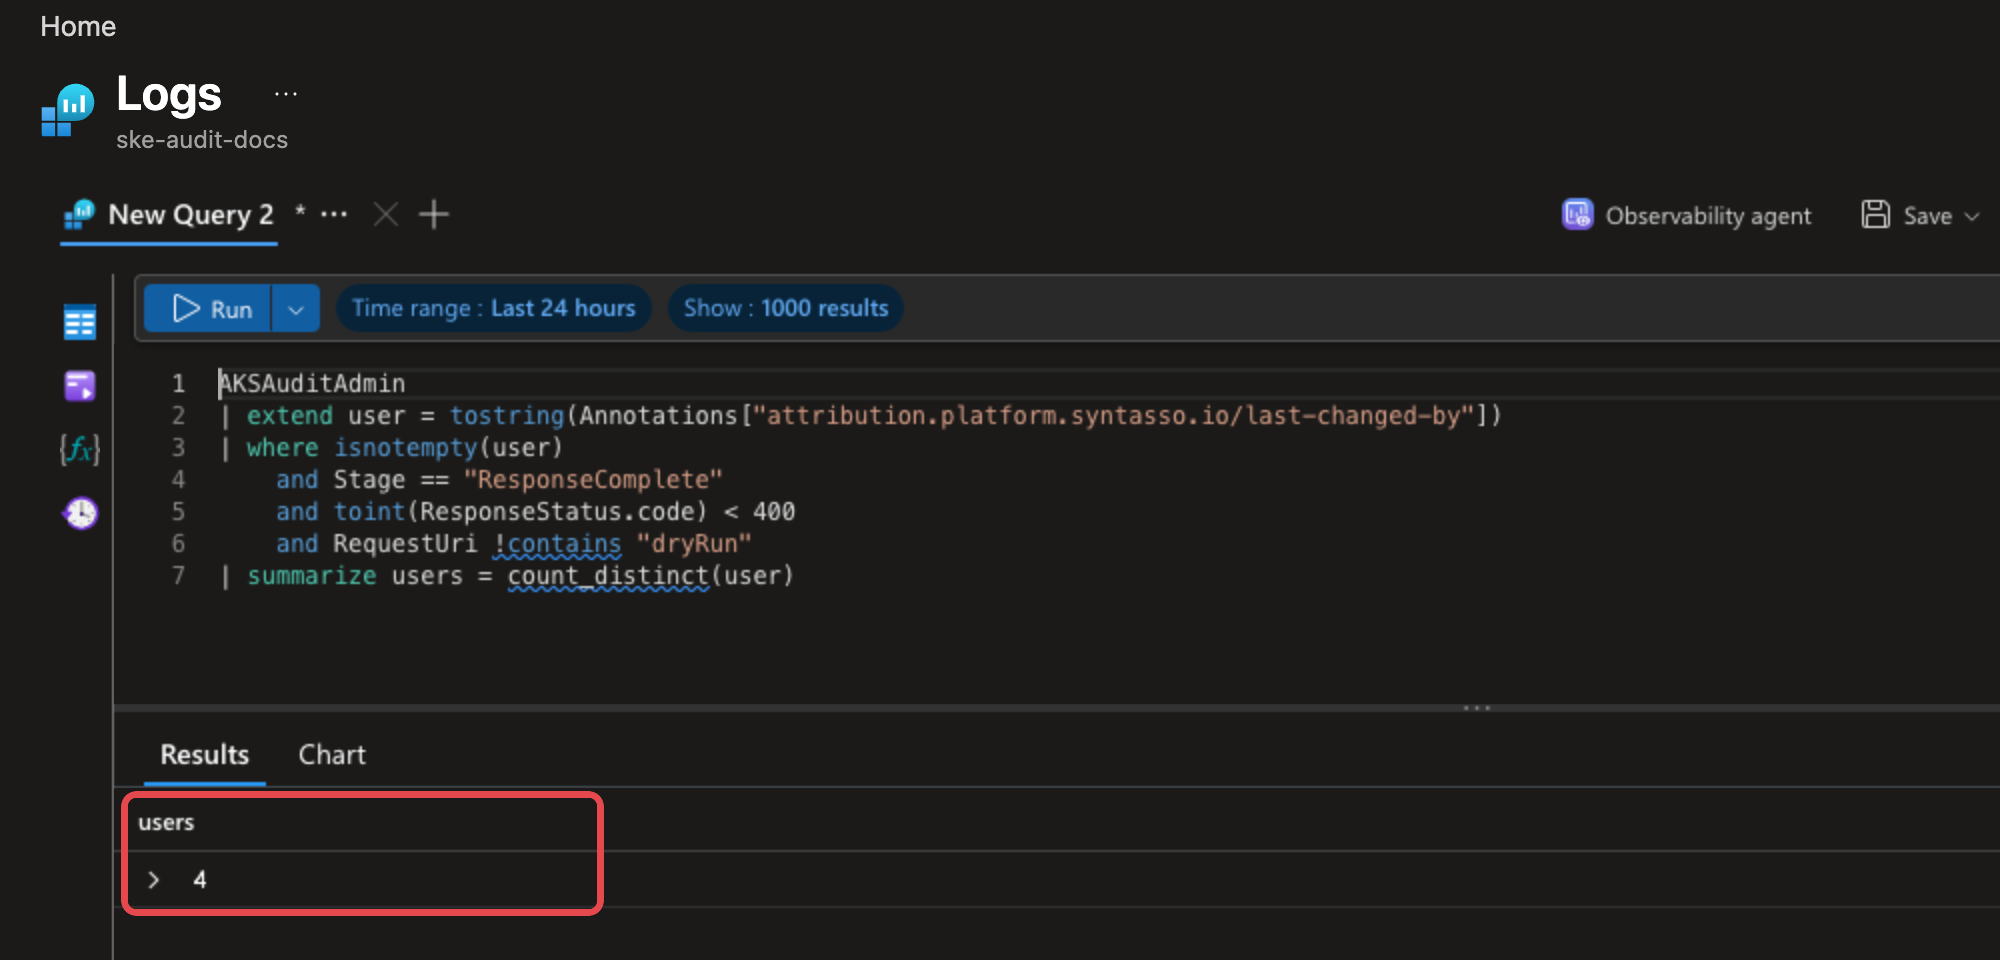 Home
Logs ...
ske-audit-docs
New Query 2 * ...
Observability agent
Save
Run
Time range : Last 24 hours
Show : 1000 results
1 AKSAuditAdmin
2 | extend user = tostring(Annotations["attribution.platform.syntasso.io/last-changed-by"])
3 | where isnotempty(user)
4 and Stage == "ResponseComplete"
5 and toint(ResponseStatus.code) < 400
6 and RequestUri !contains "dryRun"
7 | summarize users = count_distinct(user)
{fx}
Results
Chart
users
> 4